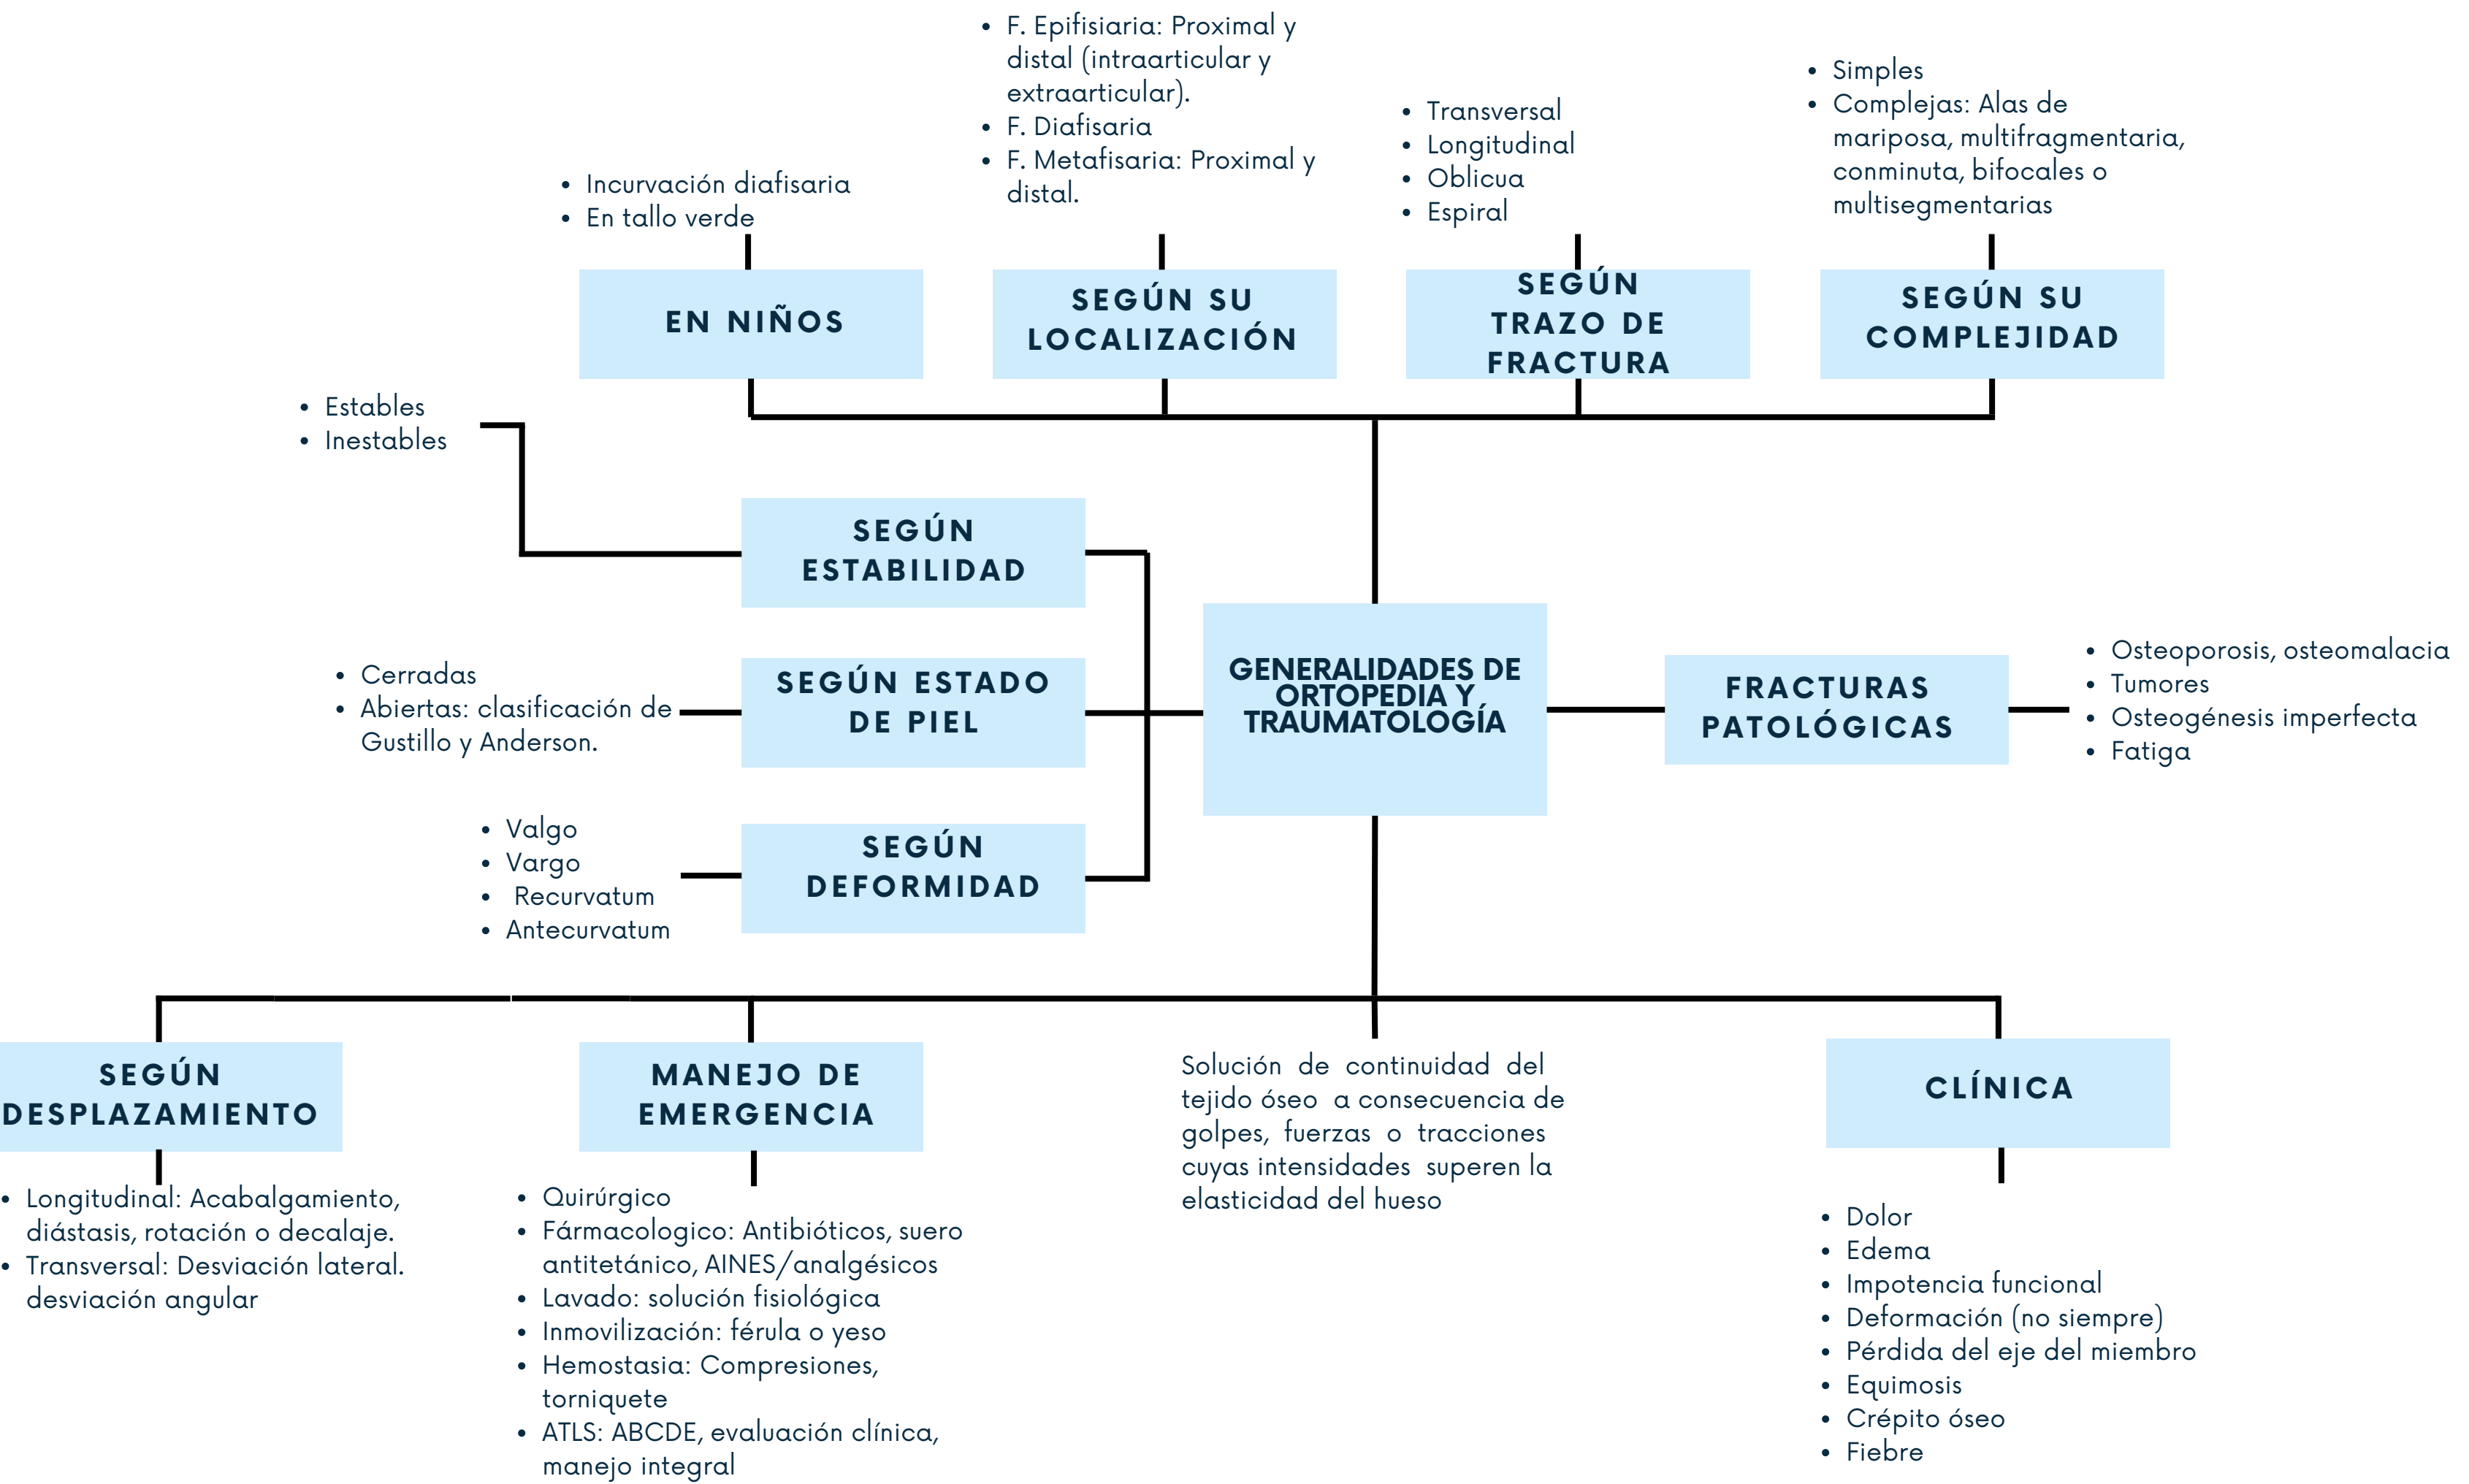 • F. Epifisiaria: Proximal y
distal (intraarticular y
extraarticular).
• F. Diafisaria
• F. Metafisaria: Proximal y
distal.
• Simples
• Complejas: Alas de
mariposa, multifragmentaria,
conminuta, bifocales o
multisegmentarias
• Transversal
• Longitudinal
• Oblicua
• Espiral
• Incurvación diafisaria
• En tallo verde
EN NIÑOS
SEGÚN SU
LOCALIZACIÓN
SEGÚN
TRAZO DE
FRACTURA
SEGÚN SU
COMPLEJIDAD
• Estables
• Inestables
SEGÚN
ESTABILIDAD
• Cerradas
• Abiertas: clasificación de
Gustillo y Anderson.
SEGÚN ESTADO
DE PIEL
GENERALIDADES DE
ORTOPEDIA Y
TRAUMATOLOGÍA
FRACTURAS
PATOLÓGICAS
• Osteoporosis, osteomalacia
• Tumores
• Osteogénesis imperfecta
• Fatiga
• Valgo
• Vargo
• Recurvatum
• Antecurvatum
SEGÚN
DEFORMIDAD
SEGÚN
DESPLAZAMIENTO
• Longitudinal: Acabalgamiento,
diástasis, rotación o decalaje.
• Transversal: Desviación lateral.
desviación angular
MANEJO DE
EMERGENCIA
• Quirúrgico
• Fármacologico: Antibióticos, suero
antitetánico, AINES/analgésicos
• Lavado: solución fisiológica
• Inmovilización: férula o yeso
• Hemostasia: Compresiones,
torniquete
• ATLS: ABCDE, evaluación clínica,
manejo integral
Solución de continuidad del
tejido óseo a consecuencia de
golpes, fuerzas o tracciones
cuyas intensidades superen la
elasticidad del hueso
CLÍNICA
• Dolor
• Edema
• Impotencia funcional
• Deformación (no siempre)
• Pérdida del eje del miembro
• Equimosis
• Crépito óseo
• Fiebre